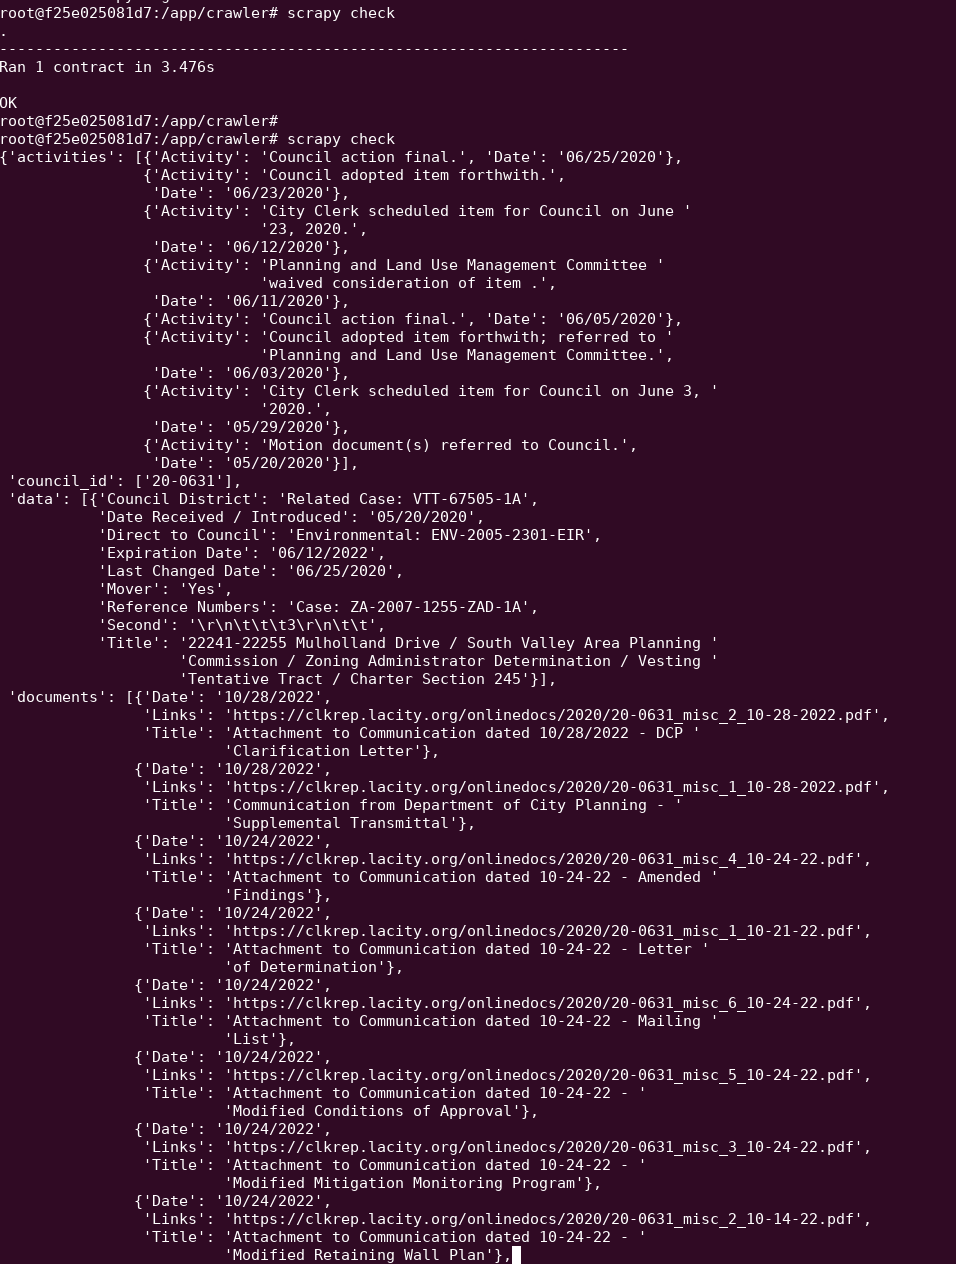 root@f25e025081d7:/app/crawler# scrapy check
.
----------------------------------------------------------------------
Ran 1 contract in 3.476s
OK
root@f25e025081d7:/app/crawler#
root@f25e025081d7:/app/crawler# scrapy check
{'activities': [{'Activity': 'Council action final.', 'Date': '06/25/2020'},
                {'Activity': 'Council adopted item forthwith.',
                 'Date': '06/23/2020'},
                {'Activity': 'City Clerk scheduled item for Council on June '
                             '23, 2020.',
                 'Date': '06/12/2020'},
                {'Activity': 'Planning and Land Use Management Committee '
                             'waived consideration of item .',
                 'Date': '06/11/2020'},
                {'Activity': 'Council action final.', 'Date': '06/05/2020'},
                {'Activity': 'Council adopted item forthwith; referred to '
                             'Planning and Land Use Management Committee.',
                 'Date': '06/03/2020'},
                {'Activity': 'City Clerk scheduled item for Council on June 3, '
                             '2020.',
                 'Date': '05/29/2020'},
                {'Activity': 'Motion document(s) referred to Council.',
                 'Date': '05/20/2020'}],
 'council_id': ['20-0631'],
 'data': [{'Council District': 'Related Case: VTT-67505-1A',
           'Date Received / Introduced': '05/20/2020',
           'Direct to Council': 'Environmental: ENV-2005-2301-EIR',
           'Expiration Date': '06/12/2022',
           'Last Changed Date': '06/25/2020',
           'Mover': 'Yes',
           'Reference Numbers': 'Case: ZA-2007-1255-ZAD-1A',
           'Second': '\r\n\t\t\t3\r\n\t\t',
           'Title': '22241-22255 Mulholland Drive / South Valley Area Planning '
                    'Commission / Zoning Administrator Determination / Vesting '
                    'Tentative Tract / Charter Section 245'}],
 'documents': [{'Date': '10/28/2022',
                'Links': 'https://clkrep.lacity.org/onlinedocs/2020/20-0631_misc_2_10-28-2022.pdf',
                'Title': 'Attachment to Communication dated 10/28/2022 - DCP '
                         'Clarification Letter'},
               {'Date': '10/28/2022',
                'Links': 'https://clkrep.lacity.org/onlinedocs/2020/20-0631_misc_1_10-28-2022.pdf',
                'Title': 'Communication from Department of City Planning - '
                         'Supplemental Transmittal'},
               {'Date': '10/24/2022',
                'Links': 'https://clkrep.lacity.org/onlinedocs/2020/20-0631_misc_4_10-24-22.pdf',
                'Title': 'Attachment to Communication dated 10-24-22 - Amended '
                         'Findings'},
               {'Date': '10/24/2022',
                'Links': 'https://clkrep.lacity.org/onlinedocs/2020/20-0631_misc_1_10-21-22.pdf',
                'Title': 'Attachment to Communication dated 10-24-22 - Letter '
                         'of Determination'},
               {'Date': '10/24/2022',
                'Links': 'https://clkrep.lacity.org/onlinedocs/2020/20-0631_misc_6_10-24-22.pdf',
                'Title': 'Attachment to Communication dated 10-24-22 - Mailing '
                         'List'},
               {'Date': '10/24/2022',
                'Links': 'https://clkrep.lacity.org/onlinedocs/2020/20-0631_misc_5_10-24-22.pdf',
                'Title': 'Attachment to Communication dated 10-24-22 - '
                         'Modified Conditions of Approval'},
               {'Date': '10/24/2022',
                'Links': 'https://clkrep.lacity.org/onlinedocs/2020/20-0631_misc_3_10-24-22.pdf',
                'Title': 'Attachment to Communication dated 10-24-22 - '
                         'Modified Mitigation Monitoring Program'},
               {'Date': '10/24/2022',
                'Links': 'https://clkrep.lacity.org/onlinedocs/2020/20-0631_misc_2_10-14-22.pdf',
                'Title': 'Attachment to Communication dated 10-24-22 - '
                         'Modified Retaining Wall Plan'},